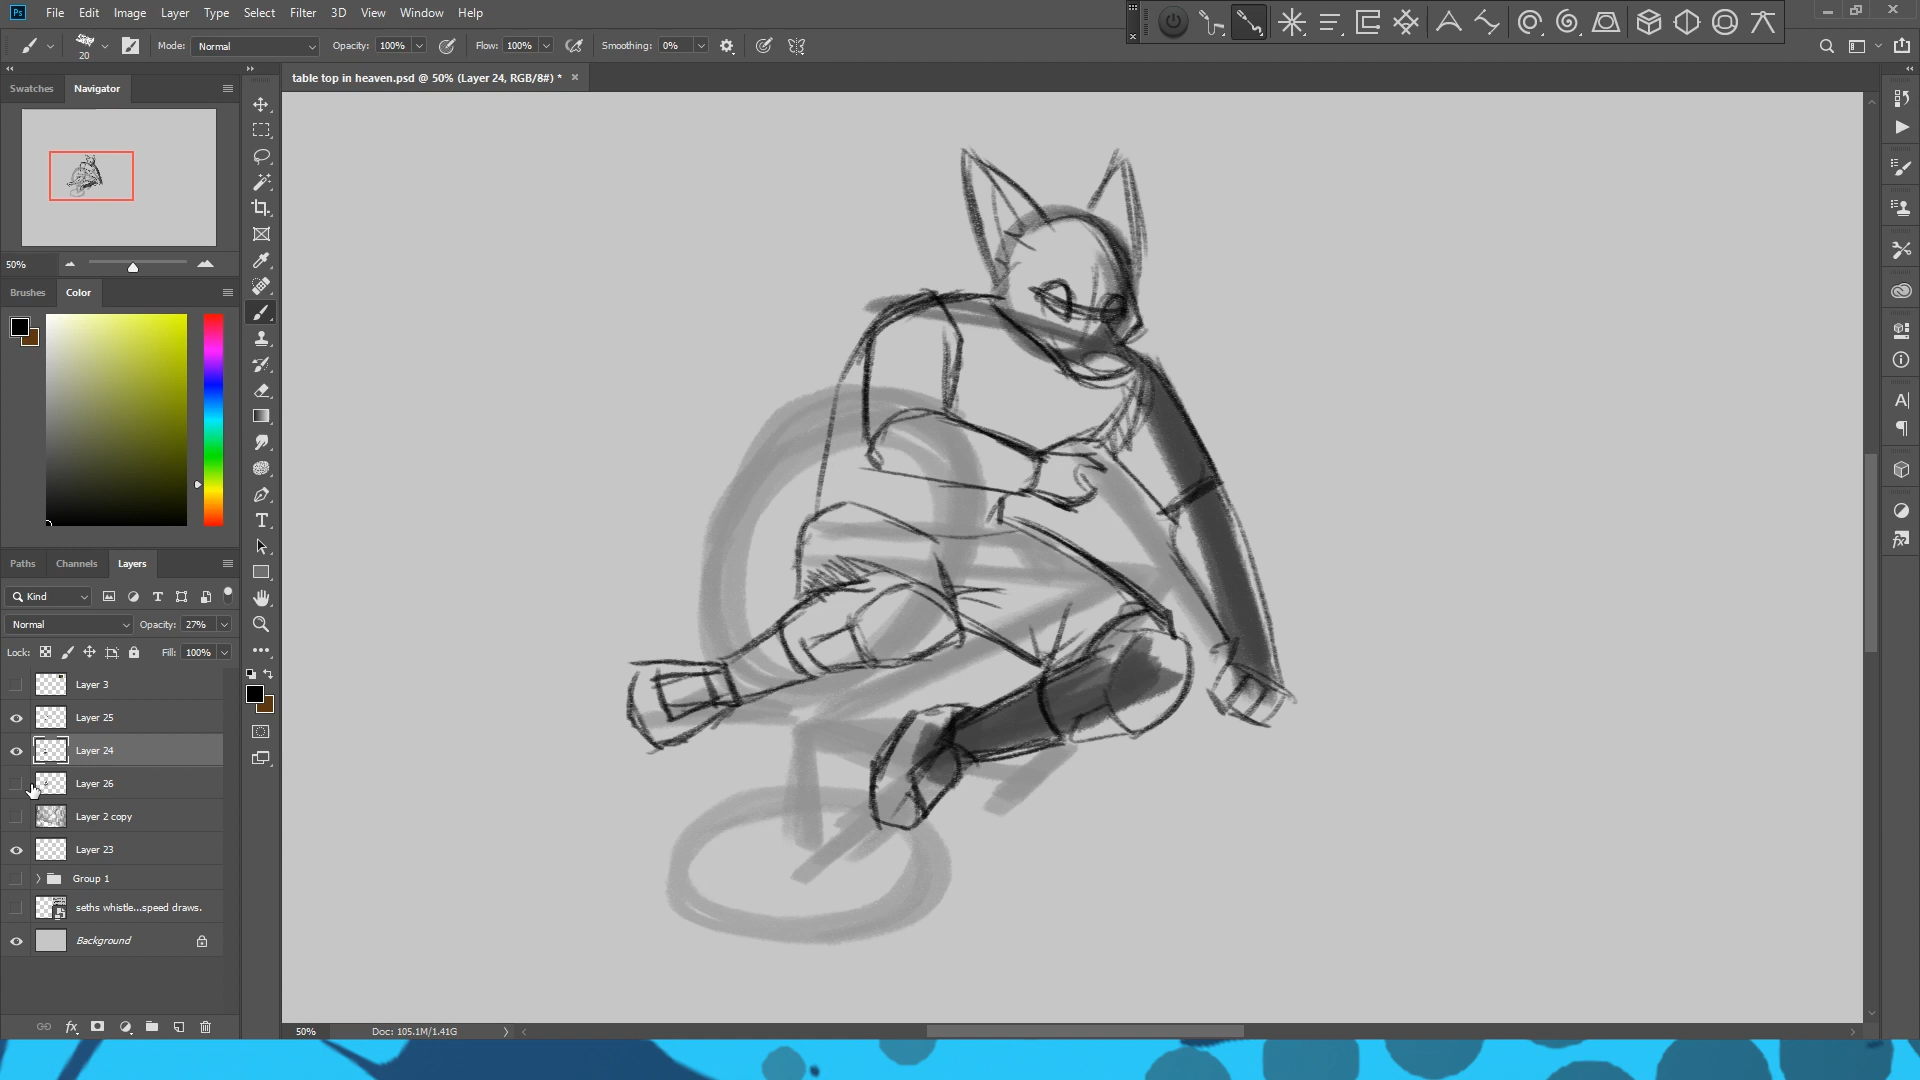 Ps File Edit Image Layer Type Select Filter 3D View Window Help
20 Mode: Normal Opacity: 100% Flow: 100% Smoothing: 0%
Swatches Navigator
table top in heaven.psd @ 50% (Layer 24, RGB/8#) *
50%
Brushes Color
Paths Channels Layers
Kind
Normal Opacity: 27%
Lock: Fill: 100%
Layer 3
Layer 25
Layer 24
Layer 26
Layer 2 copy
Layer 23
Group 1
seths whistle...speed draws.
Background
50% Doc: 105.1M/1.41G